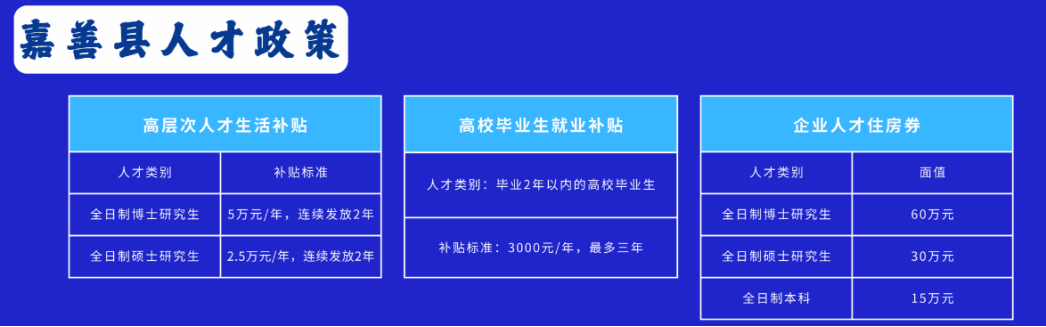 嘉善县人才政策
高层次人才生活补贴
人才类别 补贴标准
全日制博士研究生 5万元/年，连续发放2年
全日制硕士研究生 2.5万元/年，连续发放2年
高校毕业生就业补贴
人才类别：毕业2年以内的高校毕业生
补贴标准：3000元/年，最多三年
企业人才住房券
人才类别 面值
全日制博士研究生 60万元
全日制硕士研究生 30万元
全日制本科 15万元